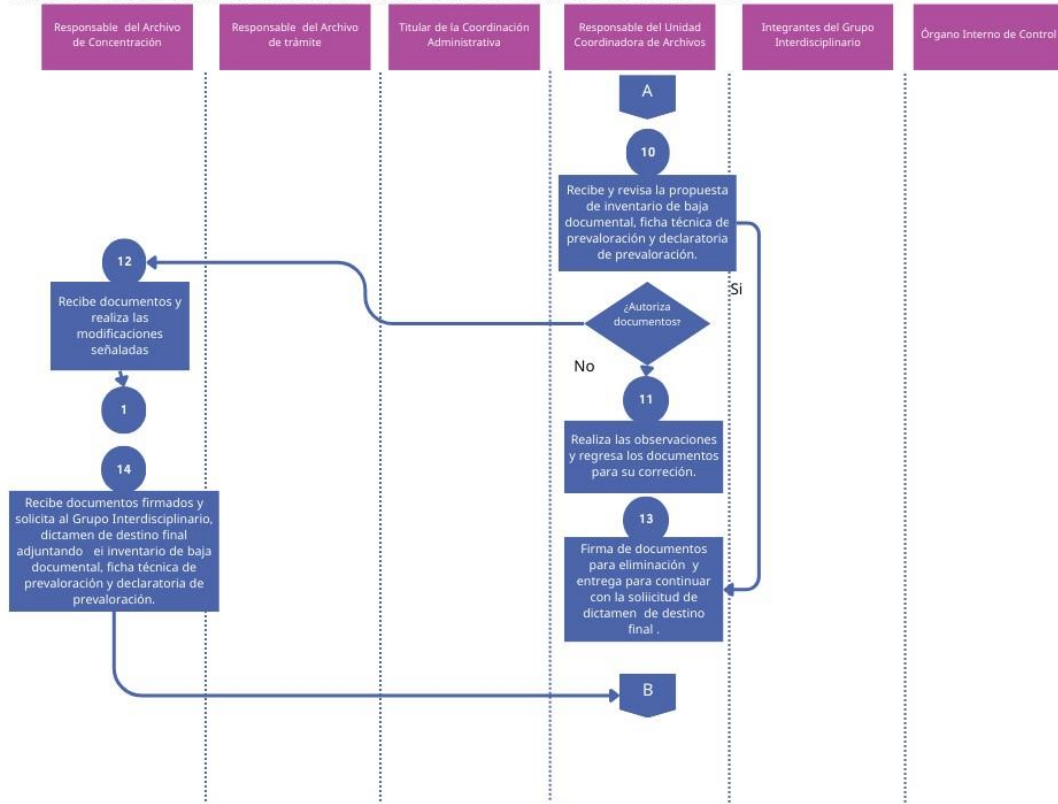 Responsable del Archivo
de Concentración
Responsable del Archivo
de tràmite
Titular de la Coordinación
Administrativa
Responsable del Unidad
Coordinadora de Archivos
Integrantes del Grupo
Interdisciplinario
Órgano Interno de Control
A
10
Recibe y revisa la propuesta
de inventario de baja
documental, ficha técnica de
prevaloración y declaratoria
de prevaloración.
Si
¿Autoriza
documentos?
No
12
Recibe documentos y
realiza las
modificaciones
señaladas
1
11
Realiza las observaciones
y regresa los documentos
para su correción.
14
Recibe documentos firmados y
solicita al Grupo Interdisciplinario,
dictamen de destino final
adjuntando ei inventario de baja
documental, ficha técnica de
prevaloración y declaratoria de
prevaloración.
13
Firma de documentos
para eliminación y
entrega para continuar
con la soliicitud de
dictamen de destino
final .
B